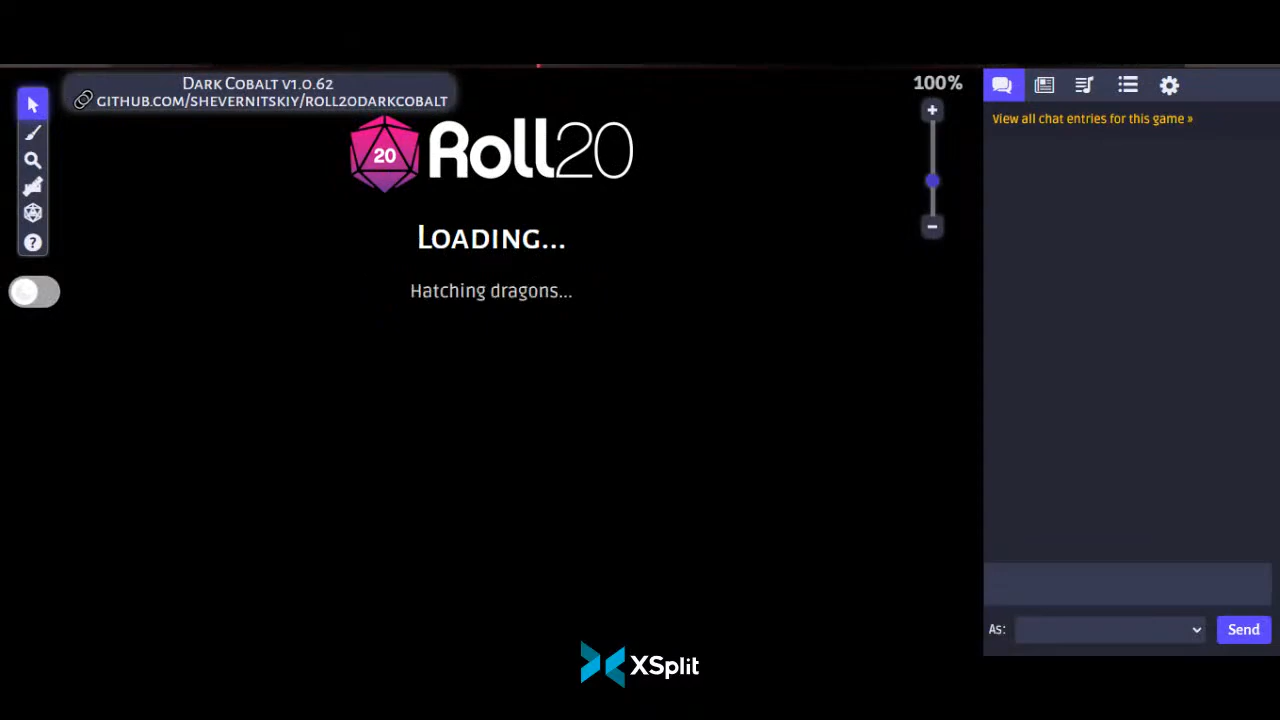 Dark Cobalt v1.0.62
github.com/shevernitskiy/roll20darkcobalt
100%
20
Roll20
Loading...
Hatching dragons...
View all chat entries for this game »
As:
Send
XSplit